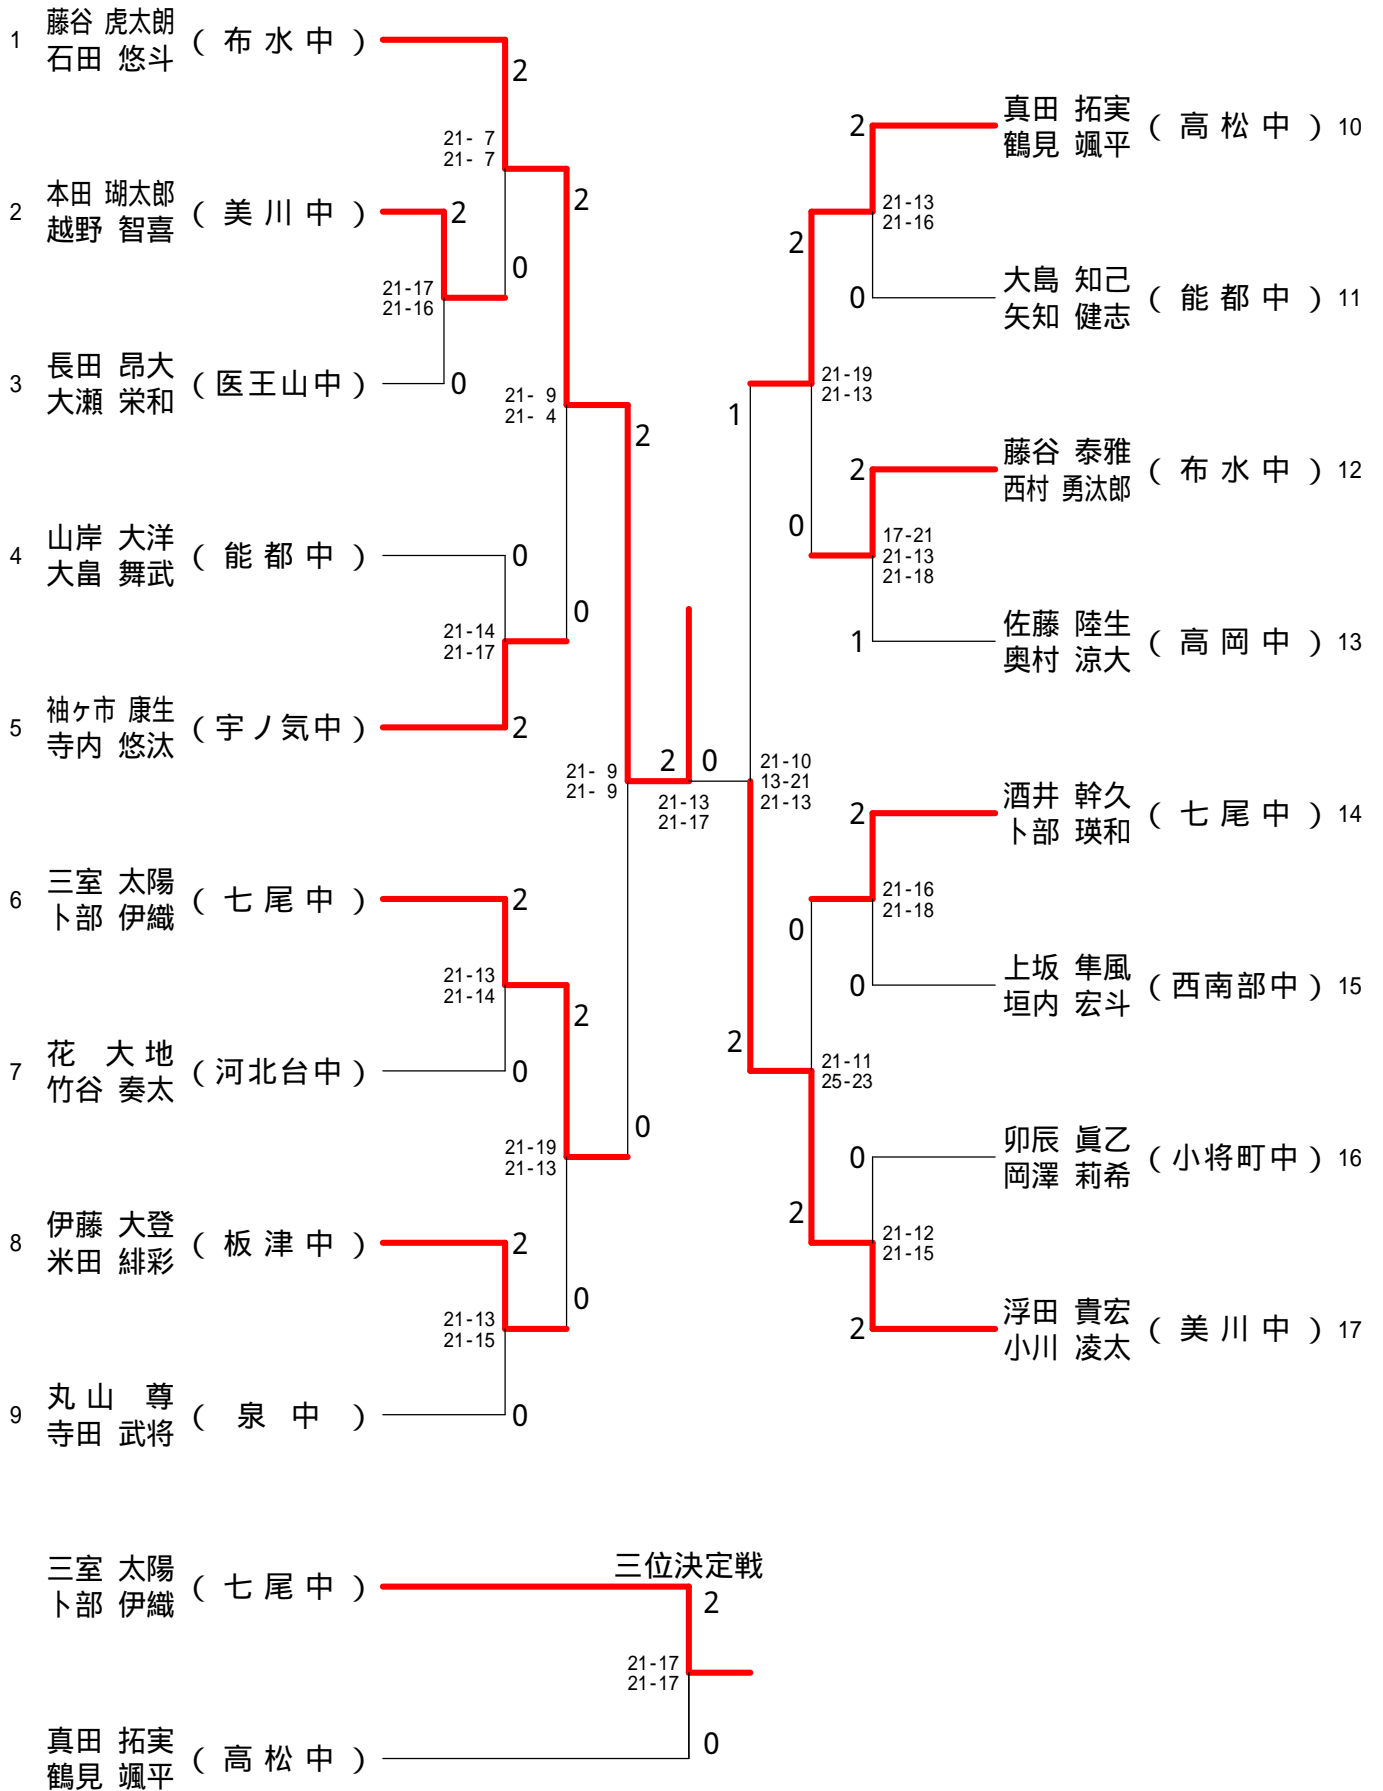 1 藤谷 虎太朗 ( 布 水 中 )
石田 悠斗
2
21- 7
21- 7
2 本田 瑚太郎 ( 美 川 中 )
越野 智喜
2
2
0
21-17
21-16
3 長田 昂大 ( 医王山中 )
大瀬 栄和
0
21- 9
21- 4
2
4 山岸 大洋 ( 能 都 中 )
大畠 舞武
0
0
21-14
21-17
5 袖ヶ市 康生 ( 宇ノ気中 )
寺内 悠汰
2
21- 9
21- 9
2 0
21-13
21-17
6 三室 太陽 ( 七 尾 中 )
卜部 伊織
2
21-13
21-14
2
7 花 大 地 ( 河北台中 )
竹谷 奏太
0
0
21-19
21-13
8 伊藤 大登 ( 板 津 中 )
米田 緋彩
2
0
21-13
21-15
9 丸 山 尊 ( 泉 中 )
寺田 武将
0
2 真田 拓実 ( 高 松 中 ) 10
鶴見 颯平
21-13
21-16
2
0 大島 知己 ( 能 都 中 ) 11
矢知 健志
21-19
21-13
1
2 藤谷 泰雅 ( 布 水 中 ) 12
西村 勇汰郎
0
17-21
21-13
21-18
1 佐藤 陸生 ( 高 岡 中 ) 13
奥村 涼大
21-10
13-21
21-13
2 酒井 幹久 ( 七 尾 中 ) 14
卜部 瑛和
21-16
21-18
0
0 上坂 隼風 ( 西南部中 ) 15
垣内 宏斗
2
21-11
25-23
0 卯辰 眞乙 ( 小将町中 ) 16
岡澤 莉希
2
21-12
21-15
2 浮田 貴宏 ( 美 川 中 ) 17
小川 凌太
三位決定戦
三室 太陽 ( 七 尾 中 )
卜部 伊織
2
21-17
21-17
真田 拓実 ( 高 松 中 )
鶴見 颯平
0